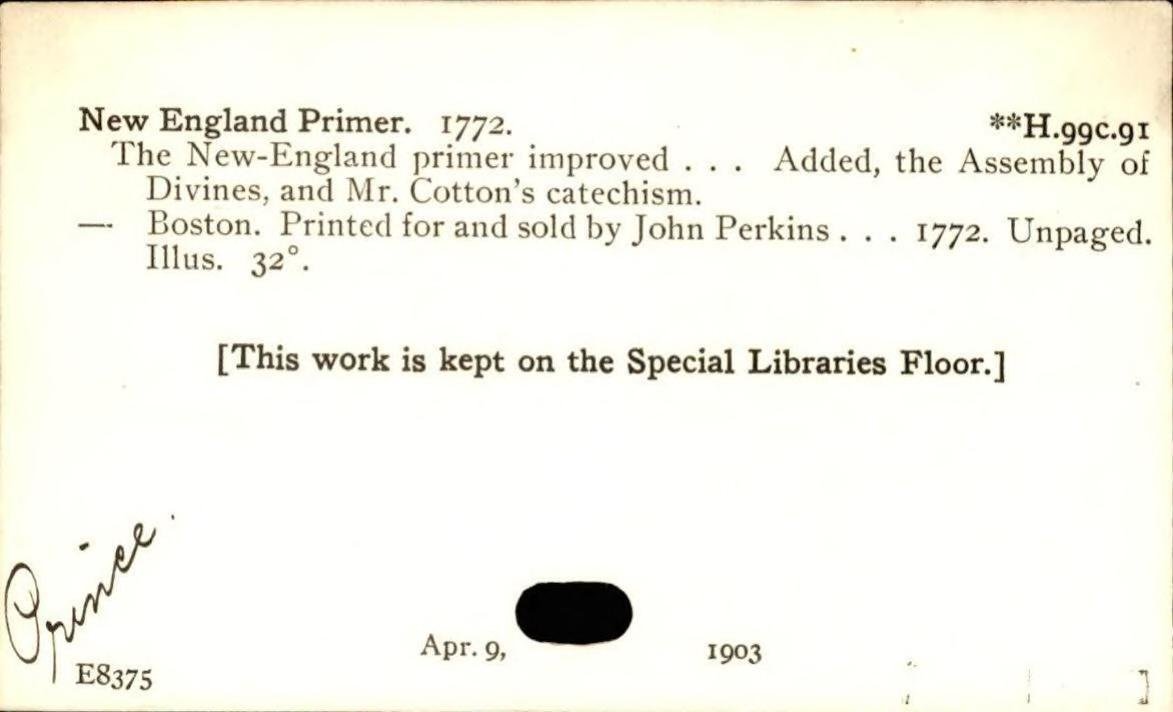 New England Primer. 1772. **H.99c.91
The New-England primer improved . . . Added, the Assembly of
Divines, and Mr. Cotton's catechism.
— Boston. Printed for and sold by John Perkins . . . 1772. Unpaged.
Illus. 32°.
[This work is kept on the Special Libraries Floor.]
Prince.
E8375
Apr. 9, 1903
]